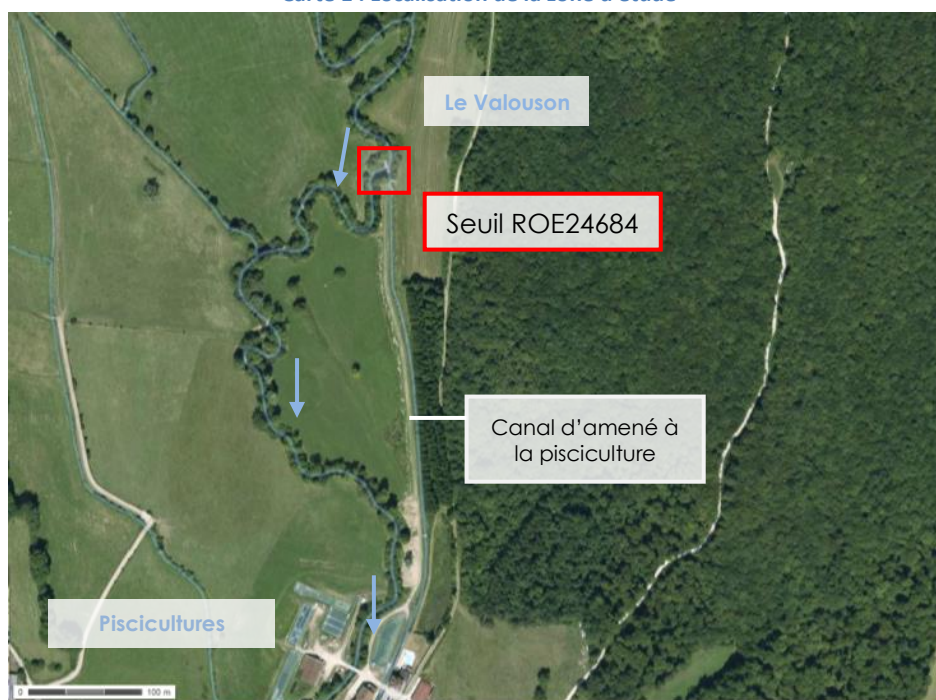 Le Valouson
Seuil ROE24684
Canal d'amené à
la pisciculture
Piscicultures
0
100 m